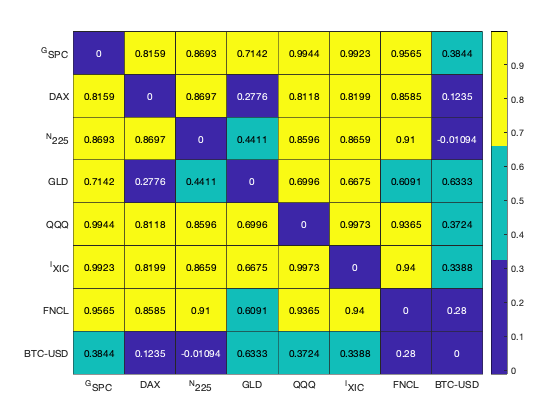 GSPC 0 0.8159 0.8693 0.7142 0.9944 0.9923 0.9565 0.3844
DAX 0.8159 0 0.8697 0.2776 0.8118 0.8199 0.8585 0.1235
N225 0.8693 0.8697 0 0.4411 0.8596 0.8659 0.91 -0.01094
GLD 0.7142 0.2776 0.4411 0 0.6996 0.6675 0.6091 0.6333
QQQ 0.9944 0.8118 0.8596 0.6996 0 0.9973 0.9365 0.3724
IXIC 0.9923 0.8199 0.8659 0.6675 0.9973 0 0.94 0.3388
FNCL 0.9565 0.8585 0.91 0.6091 0.9365 0.94 0 0.28
BTC-USD 0.3844 0.1235 -0.01094 0.6333 0.3724 0.3388 0.28 0
GSPC DAX N225 GLD QQQ IXIC FNCL BTC-USD
0.9
0.8
0.7
0.6
0.5
0.4
0.3
0.2
0.1
0